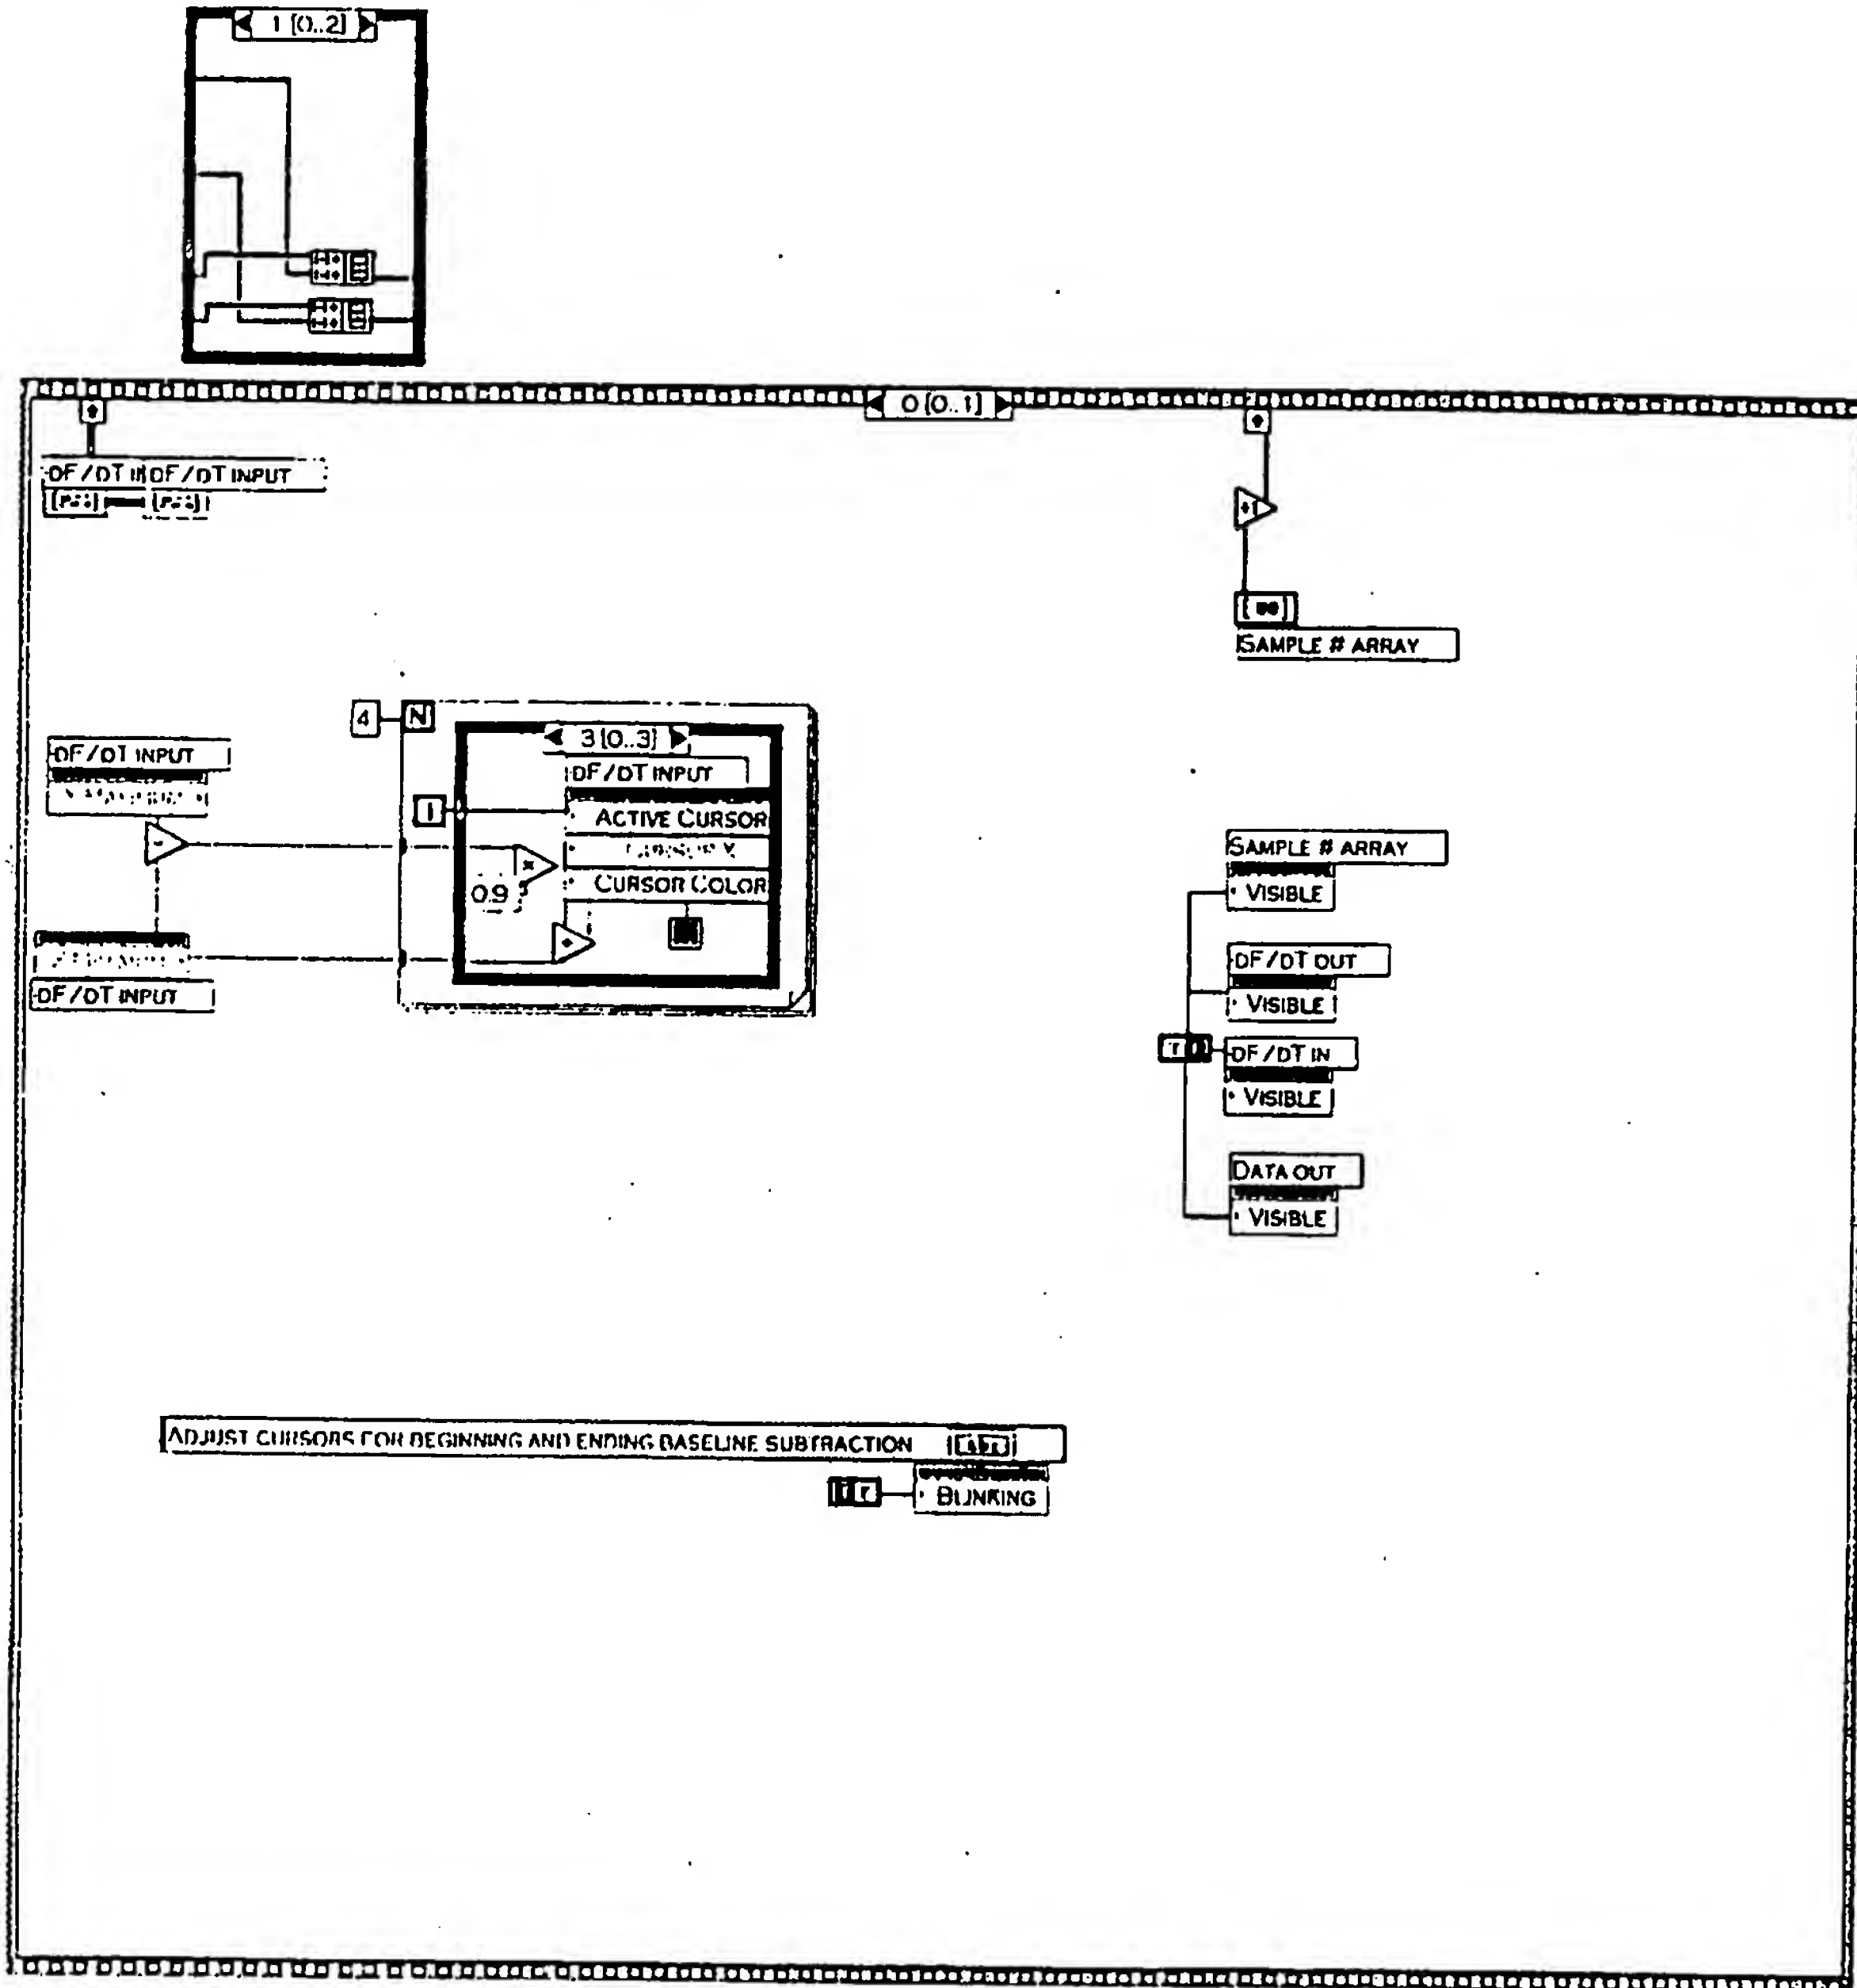 1 [0..2]
0 [0..1]
-DF/DT IN DF/DT INPUT
SAMPLE # ARRAY
4 N
3 [0..3]
-DF/DT INPUT
-DF/DT INPUT
ACTIVE CURSOR
0.9
CURSOR COLOR
-DF/DT INPUT
SAMPLE # ARRAY
VISIBLE
-DF/DT OUT
VISIBLE
-DF/DT IN
VISIBLE
DATA OUT
VISIBLE
ADJUST CURSORS FOR BEGINNING AND ENDING BASELINE SUBTRACTION
BLINKING